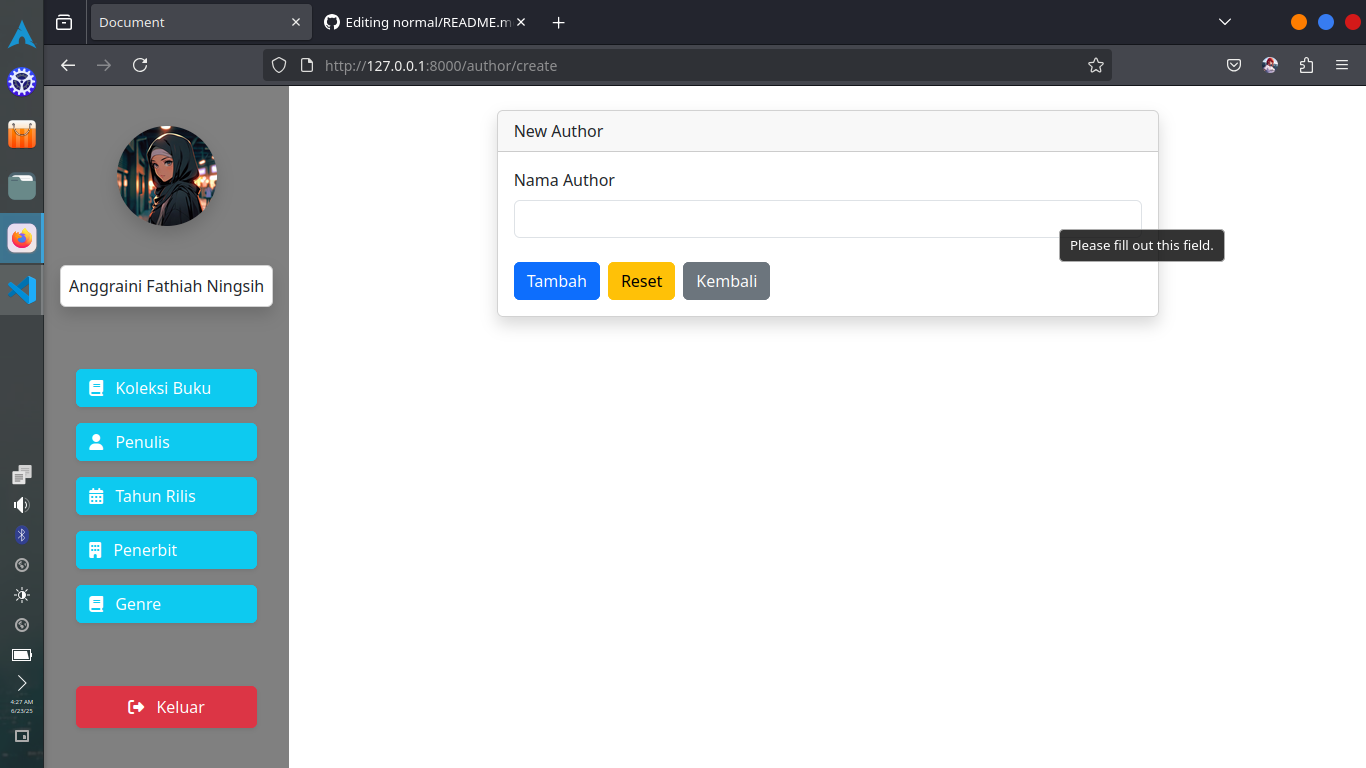 Document
Editing normal/README.m
http://127.0.0.1:8000/author/create
Anggraini Fathiah Ningsih
Koleksi Buku
Penulis
Tahun Rilis
Penerbit
Genre
Keluar
New Author
Nama Author
Please fill out this field.
Tambah
Reset
Kembali
4:27 AM
6/23/25